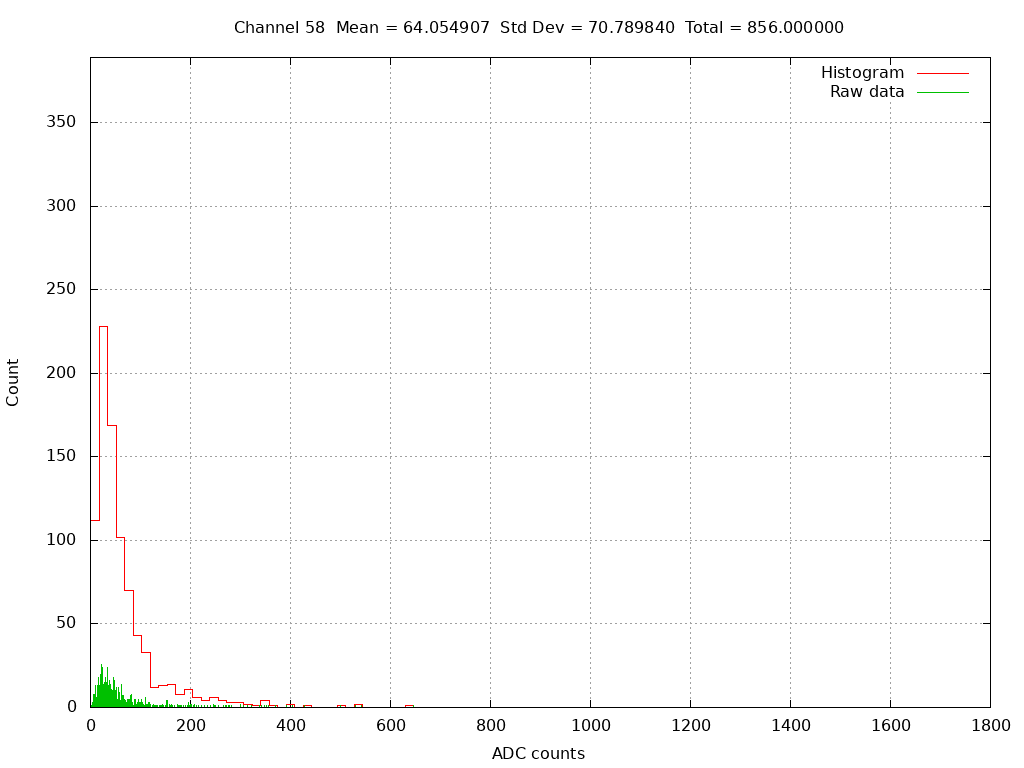 Channel 58  Mean = 64.054907  Std Dev = 70.789840  Total = 856.000000
Histogram
Raw data
350
300
250
200
150
100
50
0
Count
0 200 400 600 800 1000 1200 1400 1600 1800
ADC counts